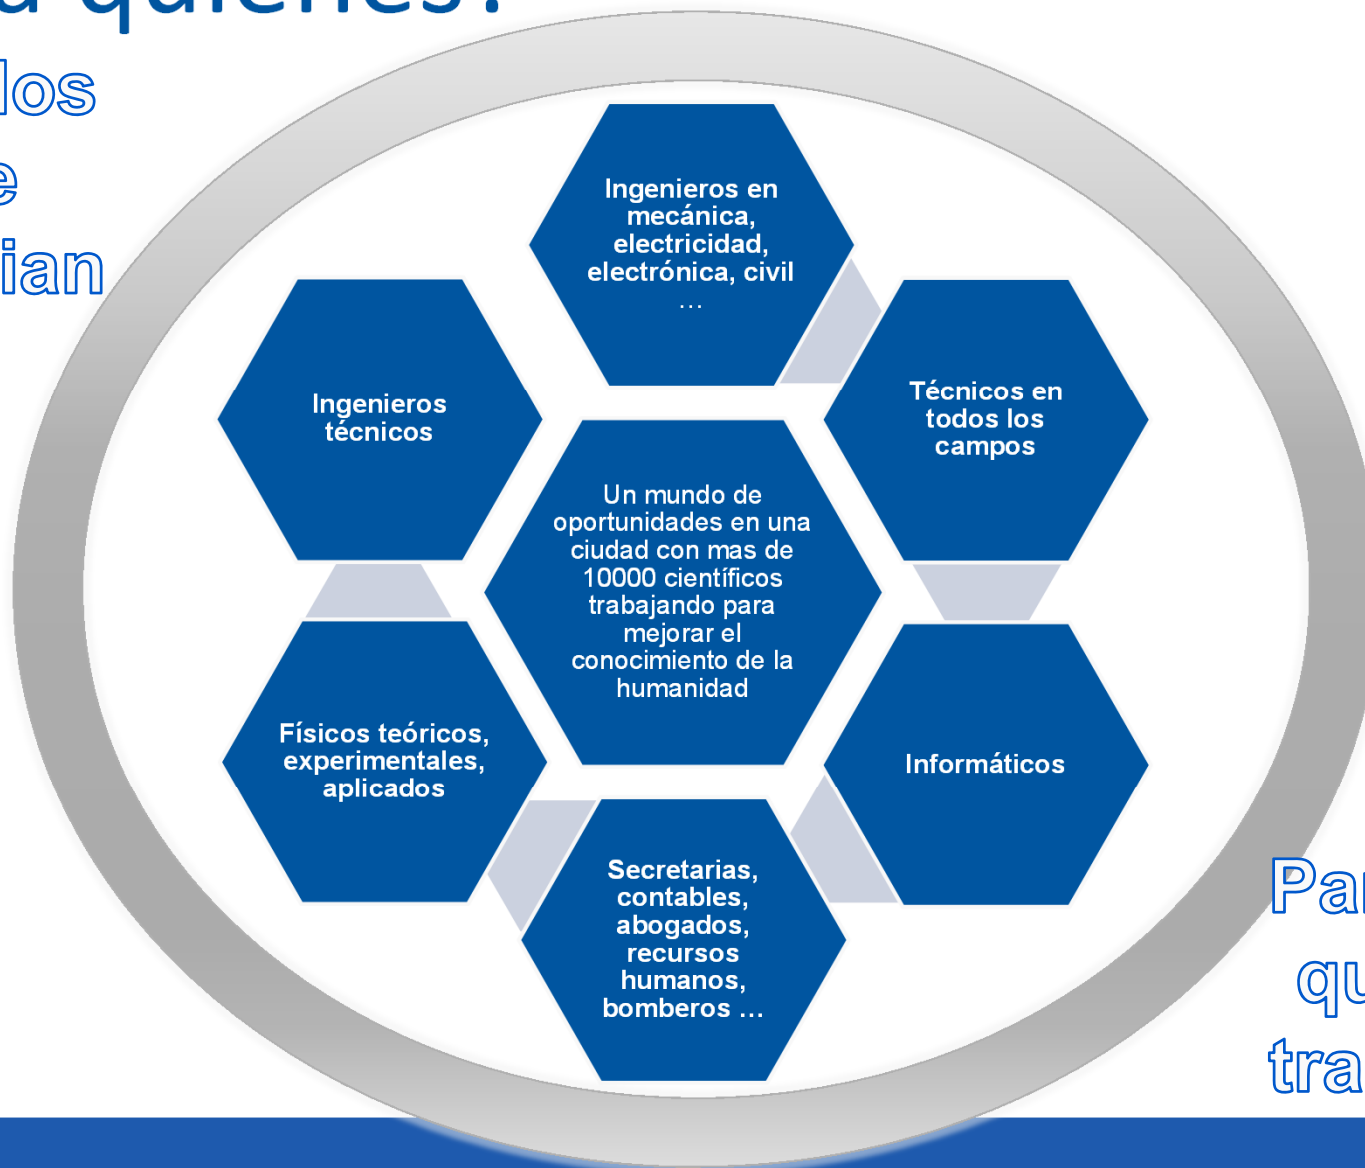 a quienes?
los
e
ian
Ingenieros en
mecánica,
electricidad,
electrónica, civil
…
Técnicos en
todos los
campos
Ingenieros
técnicos
Un mundo de
oportunidades en una
ciudad con mas de
10000 científicos
trabajando para
mejorar el
conocimiento de la
humanidad
Físicos teóricos,
experimentales,
aplicados
Informáticos
Secretarias,
contables,
abogados,
recursos
humanos,
bomberos …
Par
qu
tra